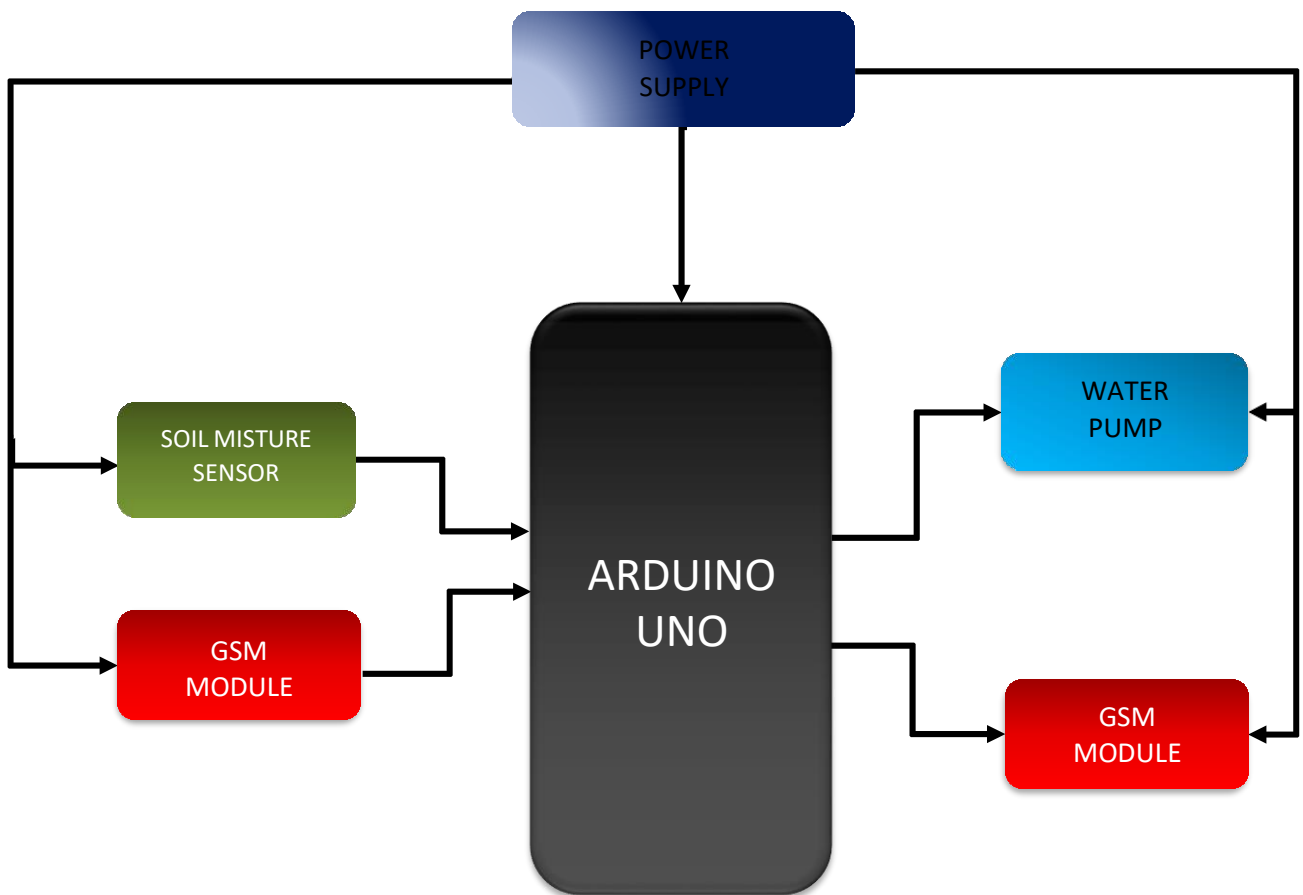 POWER
SUPPLY
SOIL MISTURE
SENSOR
GSM
MODULE
ARDUINO
UNO
WATER
PUMP
GSM
MODULE